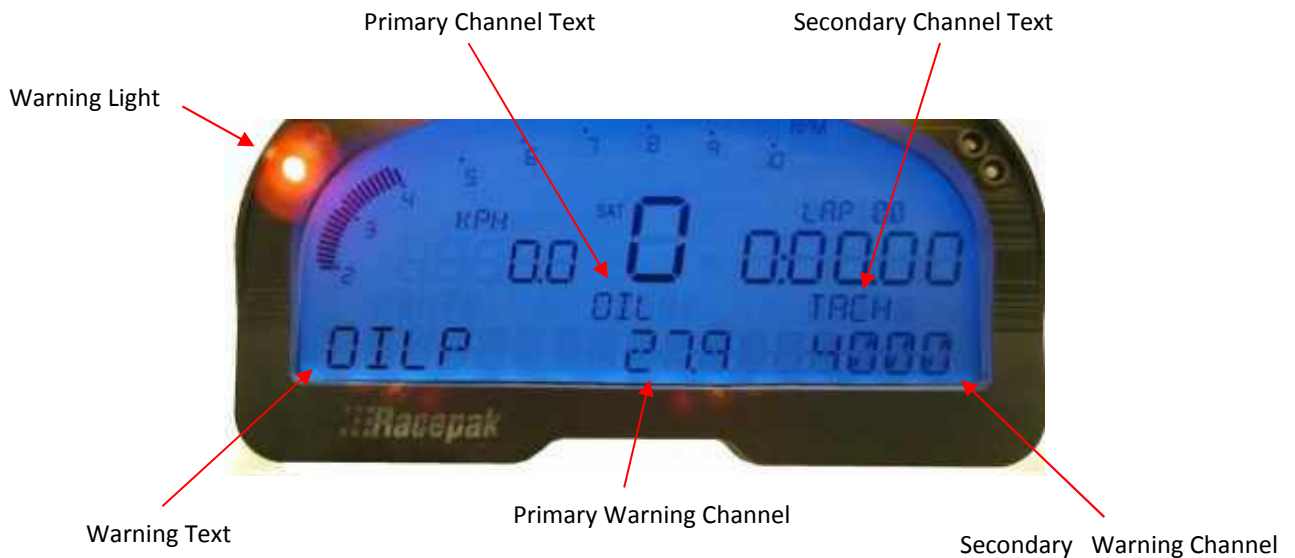 Primary Channel Text
Secondary Channel Text
Warning Light
RPM
5 6 7 8 9 10
4
3
2
KPH
SAT
LAP 00
0.0
0
0:00.00
OIL
TACH
OILP
27.9
4000
Racepak
Warning Text
Primary Warning Channel
Secondary Warning Channel